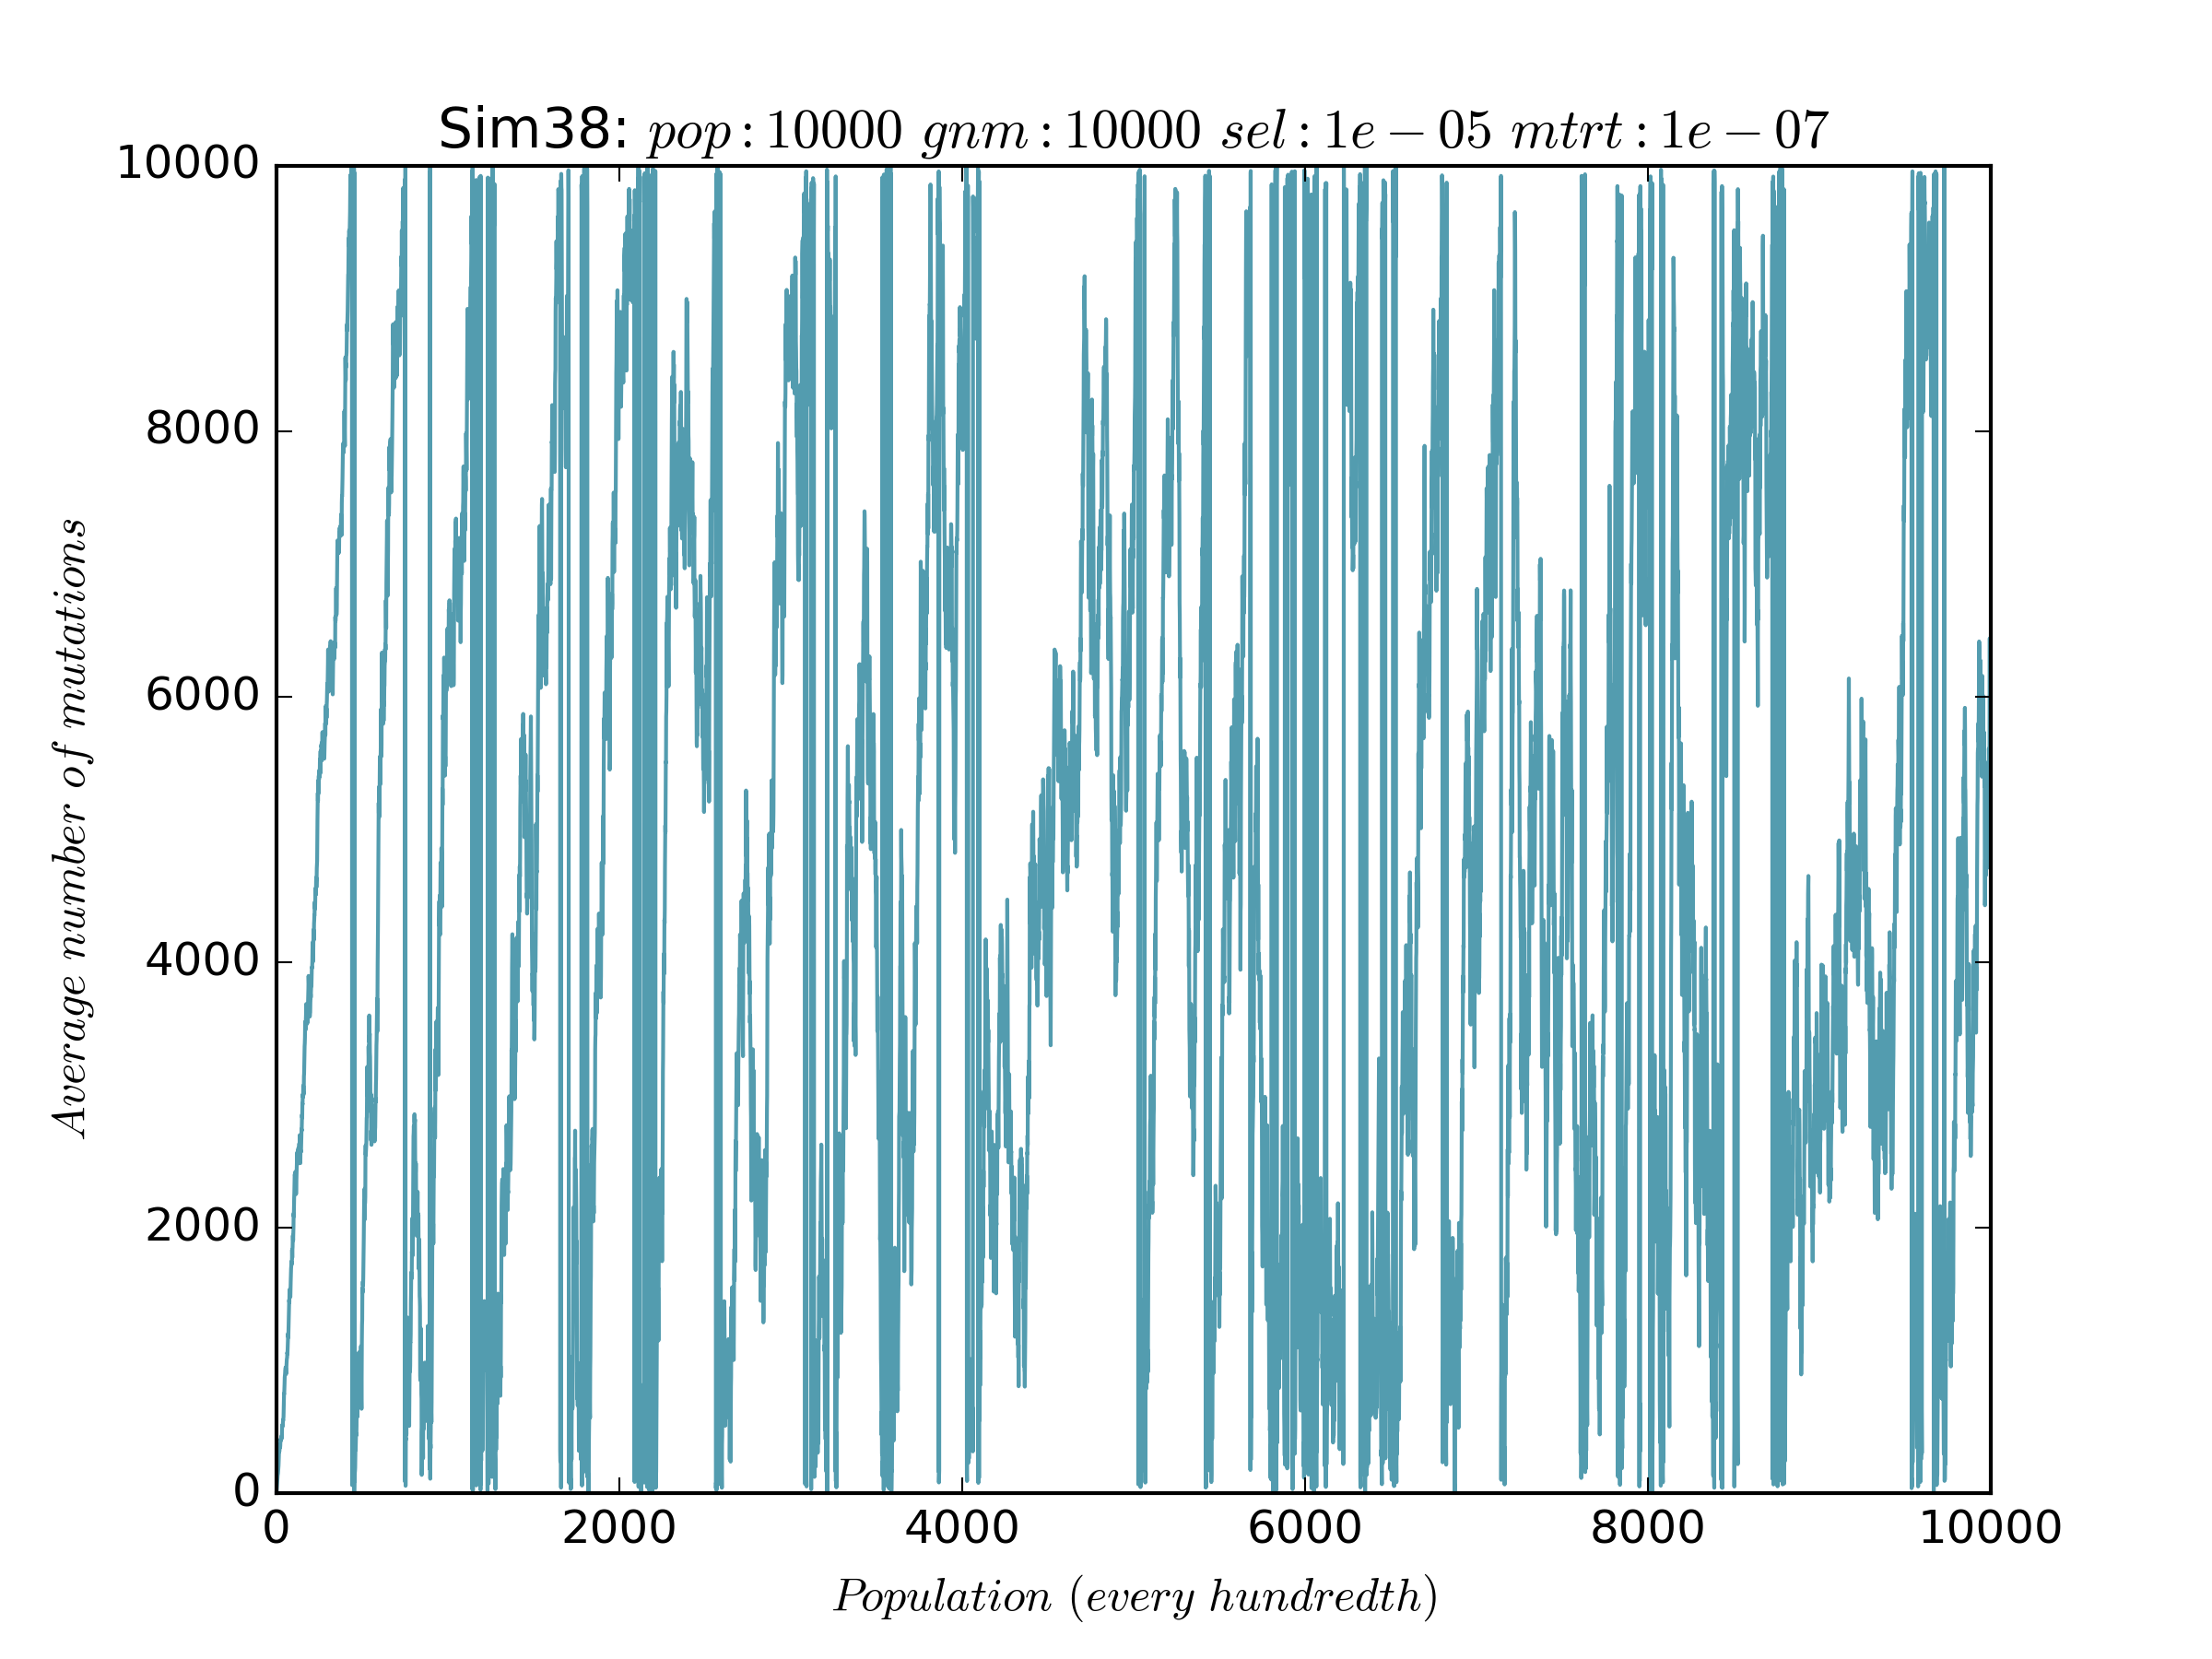 Sim38: pop : 10000 gnm : 10000 sel : 1e − 05 mtrt : 1e − 07
10000
8000
6000
4000
2000
0
Average number of mutations
0 2000 4000 6000 8000 10000
Population (every hundredth)